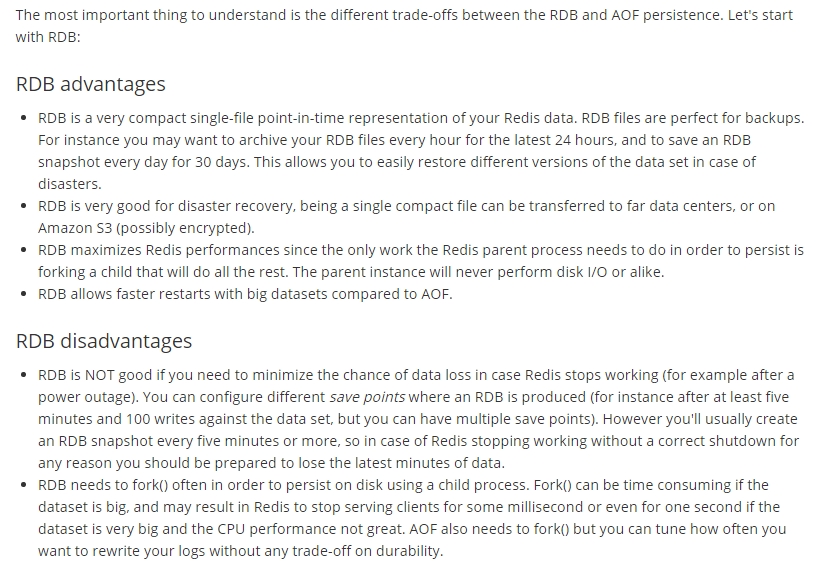 The most important thing to understand is the different trade-offs between the RDB and AOF persistence. Let's start
with RDB:
RDB advantages
• RDB is a very compact single-file point-in-time representation of your Redis data. RDB files are perfect for backups.
For instance you may want to archive your RDB files every hour for the latest 24 hours, and to save an RDB
snapshot every day for 30 days. This allows you to easily restore different versions of the data set in case of
disasters.
• RDB is very good for disaster recovery, being a single compact file can be transferred to far data centers, or on
Amazon S3 (possibly encrypted).
• RDB maximizes Redis performances since the only work the Redis parent process needs to do in order to persist is
forking a child that will do all the rest. The parent instance will never perform disk I/O or alike.
• RDB allows faster restarts with big datasets compared to AOF.
RDB disadvantages
• RDB is NOT good if you need to minimize the chance of data loss in case Redis stops working (for example after a
power outage). You can configure different save points where an RDB is produced (for instance after at least five
minutes and 100 writes against the data set, but you can have multiple save points). However you'll usually create
an RDB snapshot every five minutes or more, so in case of Redis stopping working without a correct shutdown for
any reason you should be prepared to lose the latest minutes of data.
• RDB needs to fork() often in order to persist on disk using a child process. Fork() can be time consuming if the
dataset is big, and may result in Redis to stop serving clients for some millisecond or even for one second if the
dataset is very big and the CPU performance not great. AOF also needs to fork() but you can tune how often you
want to rewrite your logs without any trade-off on durability.